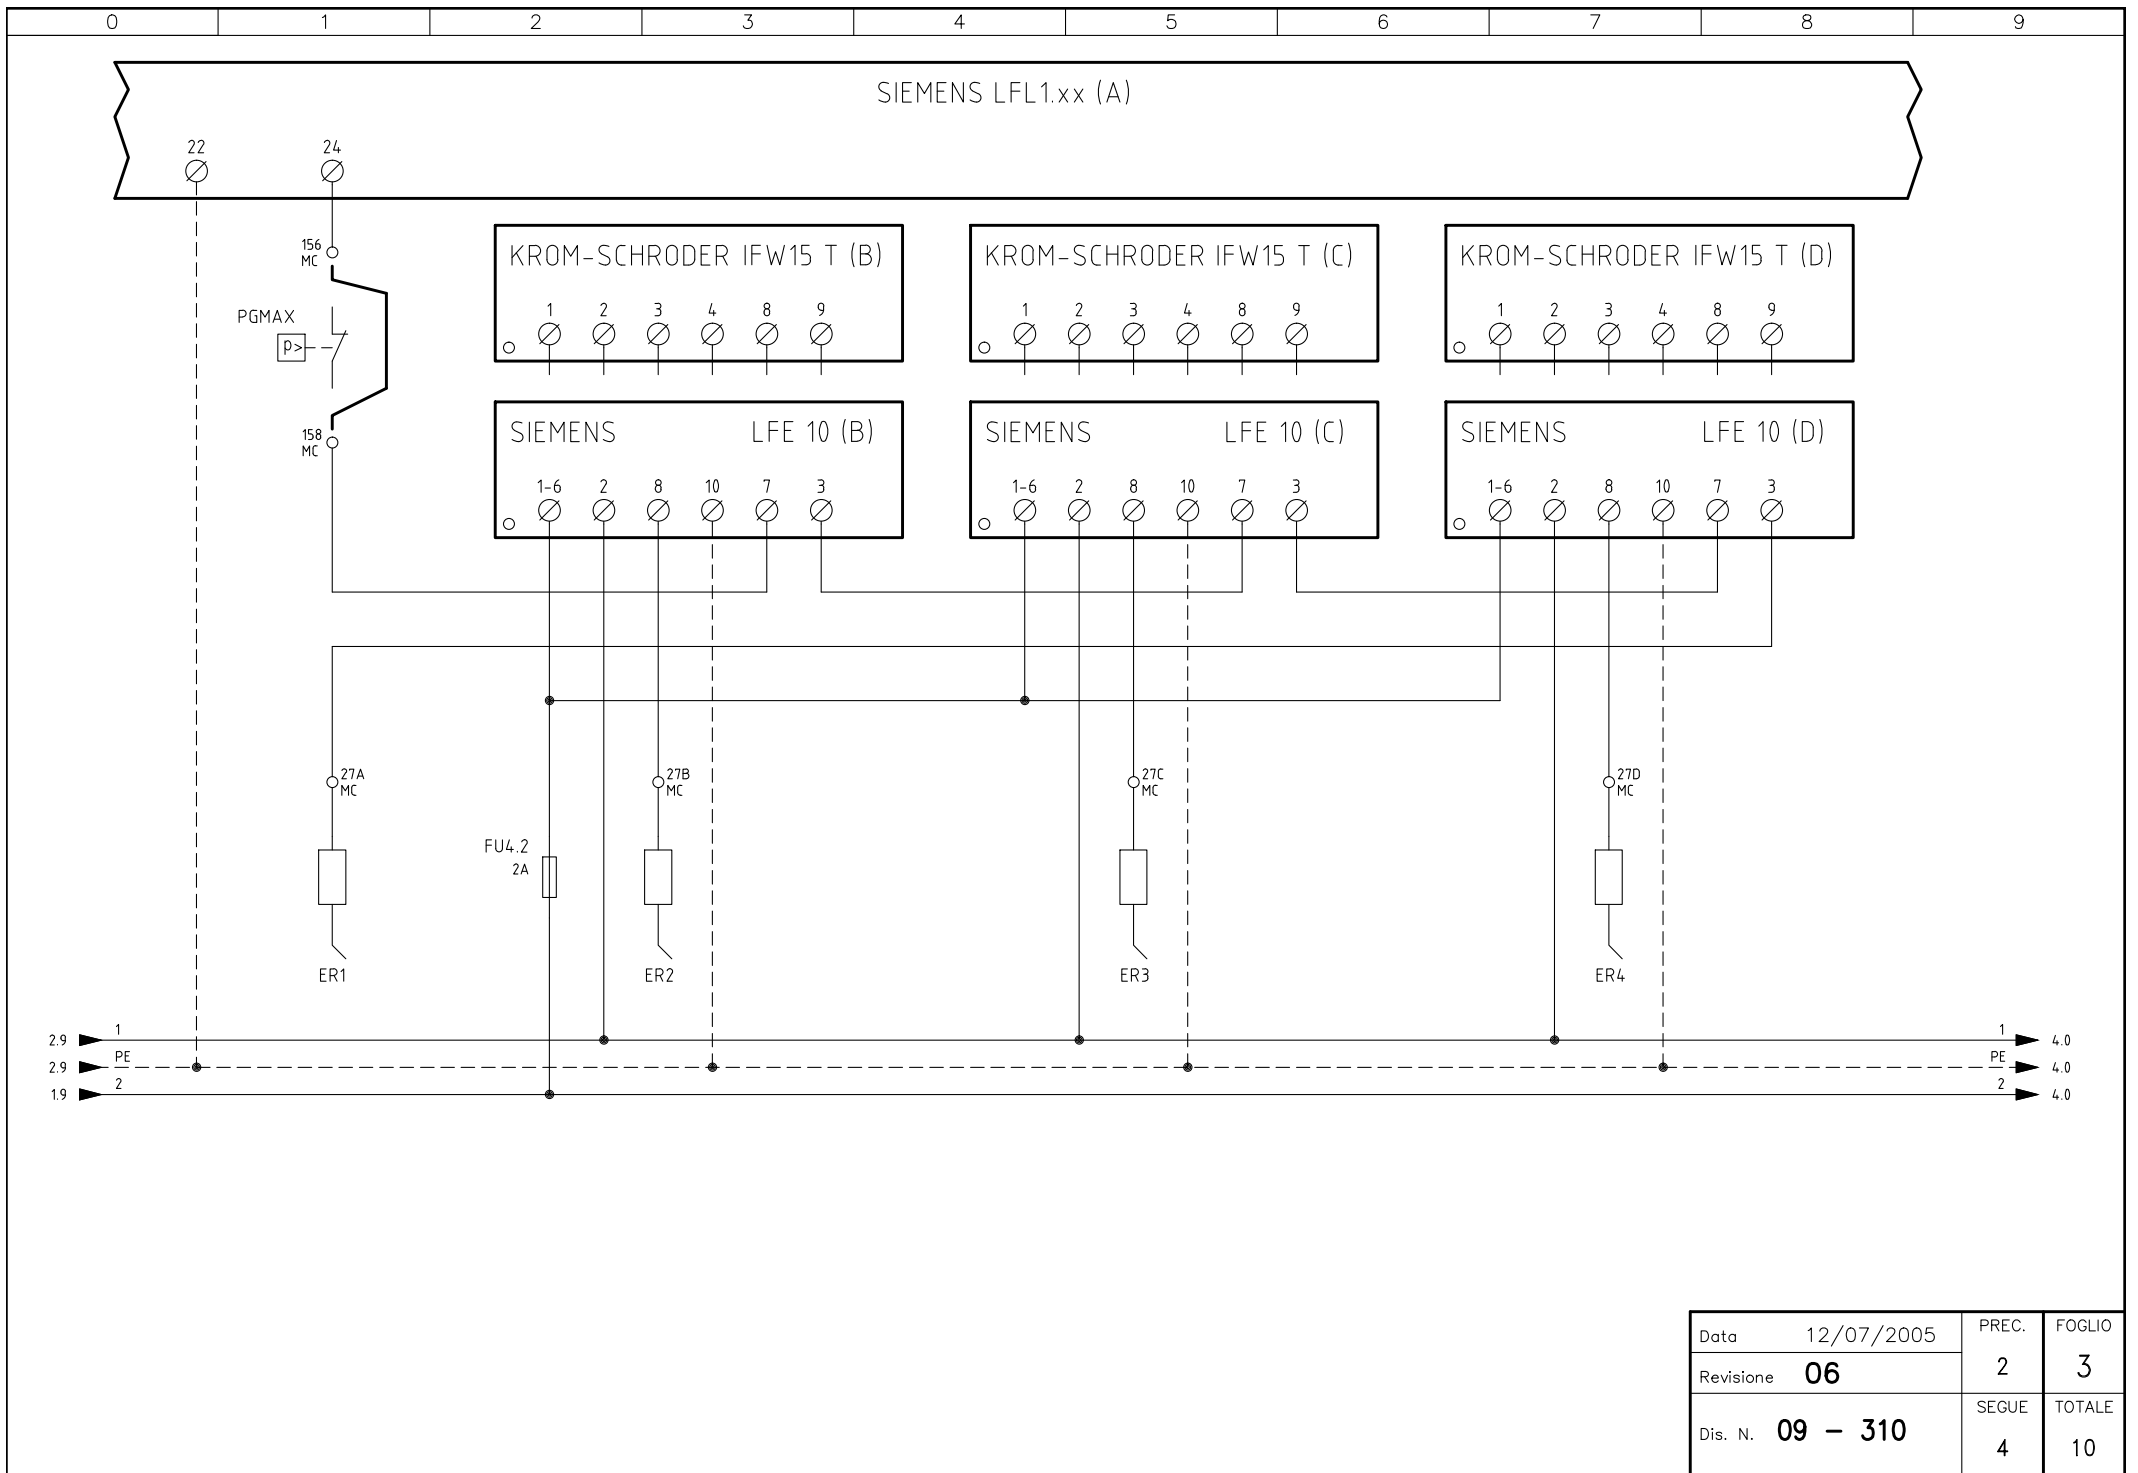 0 1 2 3 4 5 6 7 8 9
SIEMENS LFL1.xx (A)
22 24
156
MC
PGMAX
P>
158
MC
KROM-SCHRODER IFW15 T (B)
1 2 3 4 8 9
KROM-SCHRODER IFW15 T (C)
1 2 3 4 8 9
KROM-SCHRODER IFW15 T (D)
1 2 3 4 8 9
SIEMENS LFE 10 (B)
1-6 2 8 10 7 3
SIEMENS LFE 10 (C)
1-6 2 8 10 7 3
SIEMENS LFE 10 (D)
1-6 2 8 10 7 3
27A
MC
27B
MC
27C
MC
27D
MC
FU4.2
2A
ER1 ER2 ER3 ER4
2.9 1 1 4.0
2.9 PE PE 4.0
1.9 2 2 4.0
Data 12/07/2005
Revisione 06
Dis. N. 09 - 310
PREC.
2
FOGLIO
3
SEGUE
4
TOTALE
10